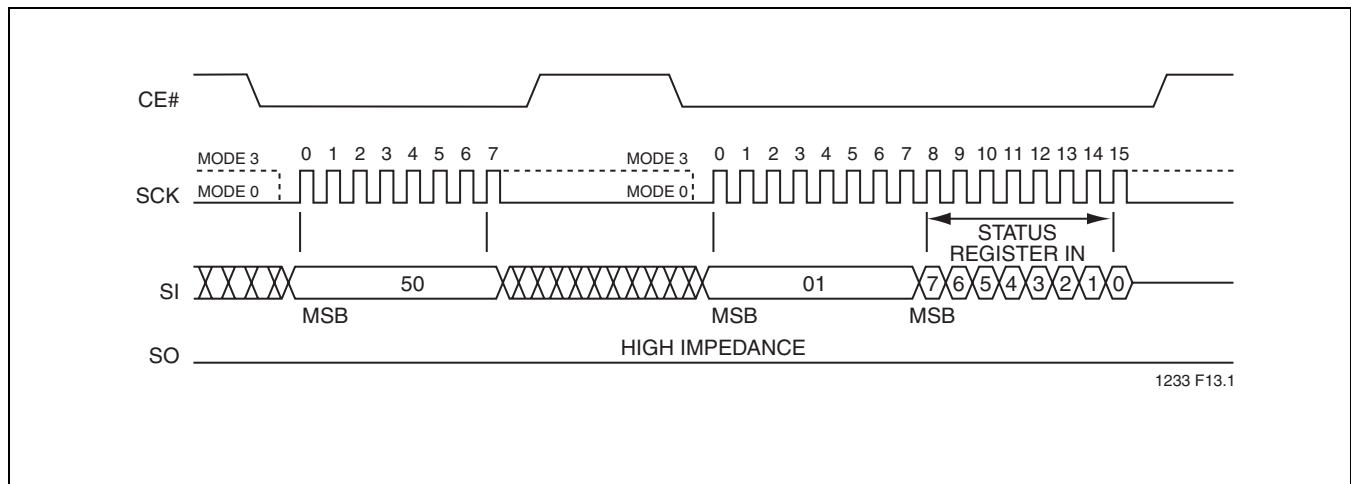 CE#
MODE 3 0 1 2 3 4 5 6 7 MODE 3 0 1 2 3 4 5 6 7 8 9 10 11 12 13 14 15
SCK MODE 0 MODE 0
STATUS
REGISTER IN
SI 50 01 7 6 5 4 3 2 1 0
MSB MSB MSB
SO HIGH IMPEDANCE
1233 F13.1